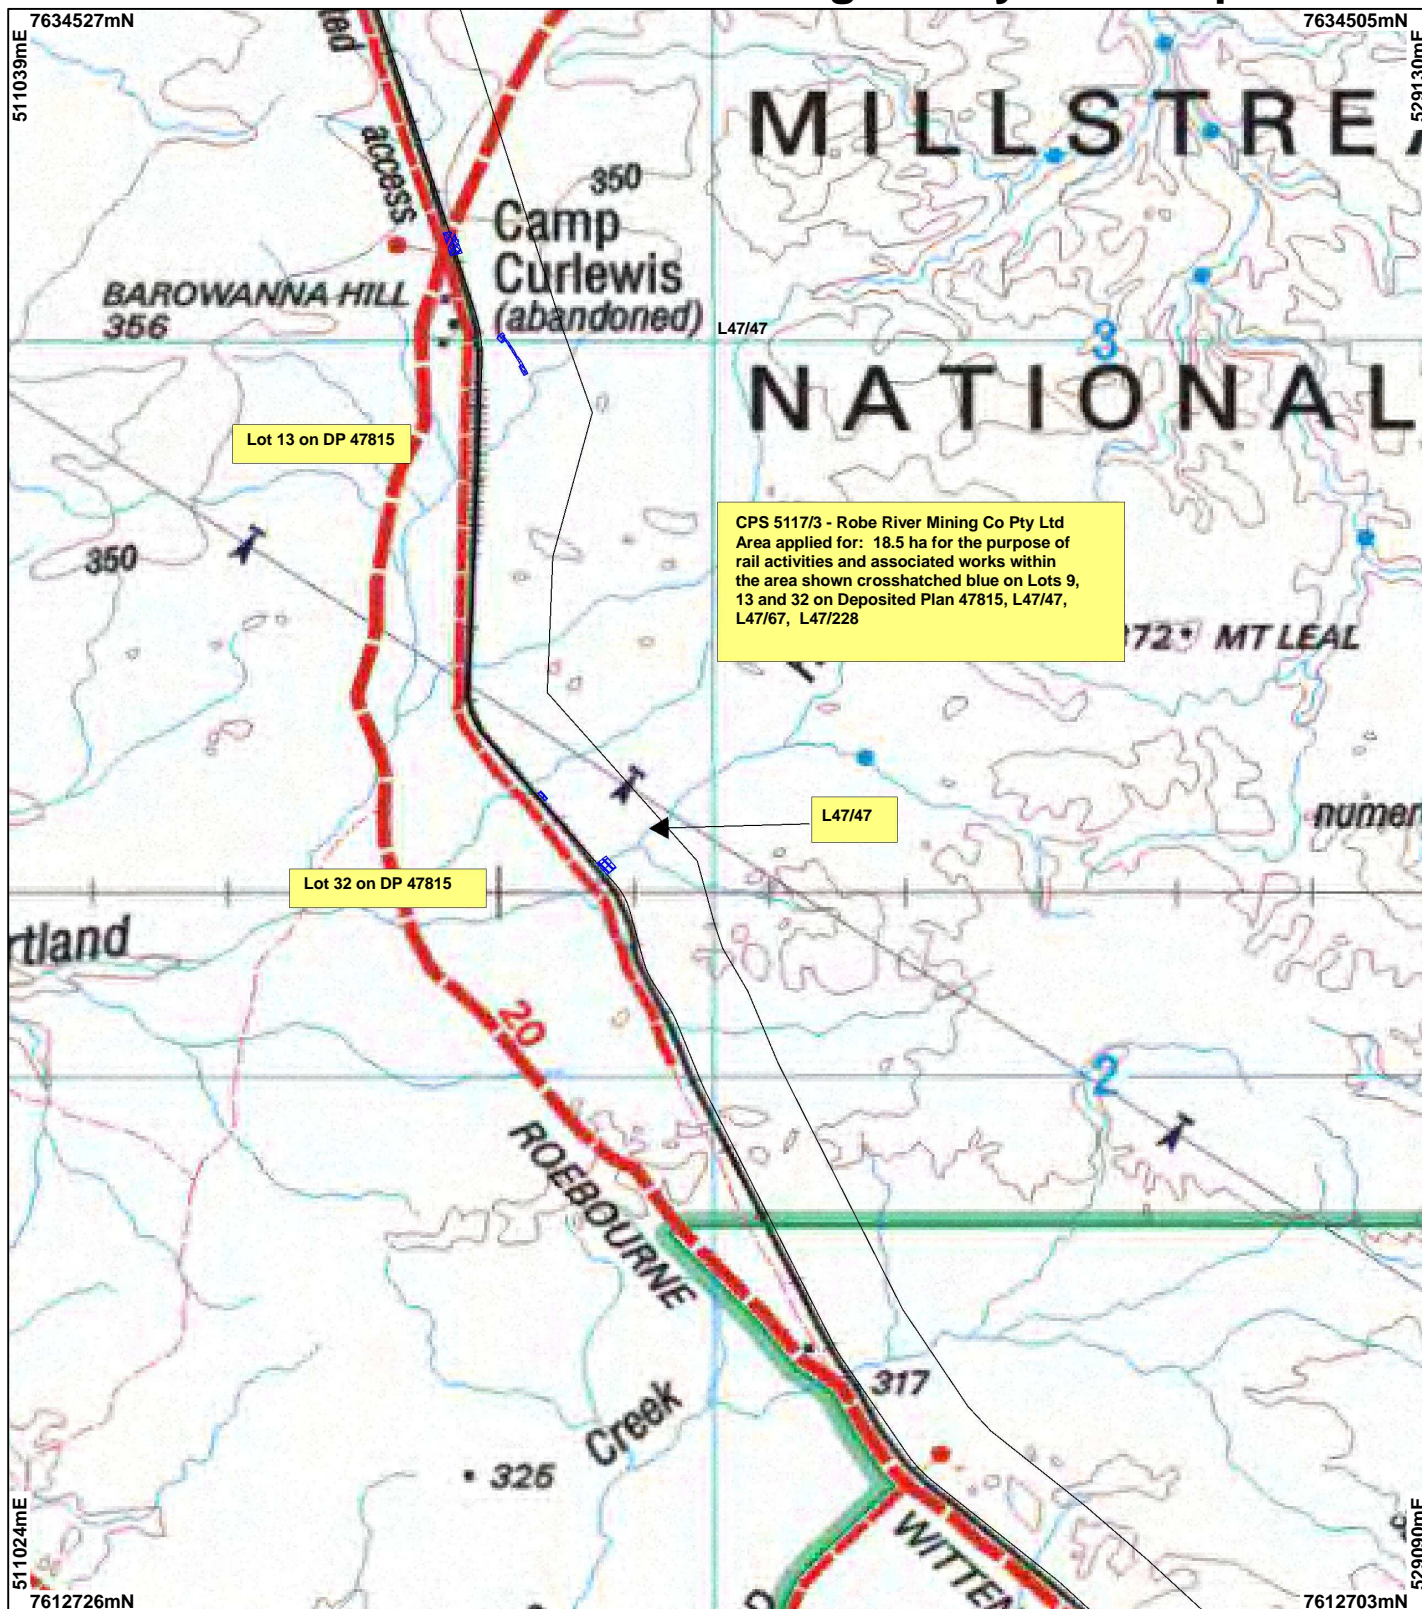 7634527mN
7634505mN
511039mE
529130mE
access
350
Camp
Curlewis
(abandoned)
BAROWANNA HILL
356
MILLSTREA
L47/47
3
NATIONAL
Lot 13 on DP 47815
350
CPS 5117/3 - Robe River Mining Co Pty Ltd
Area applied for: 18.5 ha for the purpose of
rail activities and associated works within
the area shown crosshatched blue on Lots 9,
13 and 32 on Deposited Plan 47815, L47/47,
L47/67, L47/228
MT LEAL
L47/47
numer
Lot 32 on DP 47815
rtland
20
2
ROEBOURNE
317
Creek
325
WITTEN
511024mE
529090mE
7612726mN
7612703mN